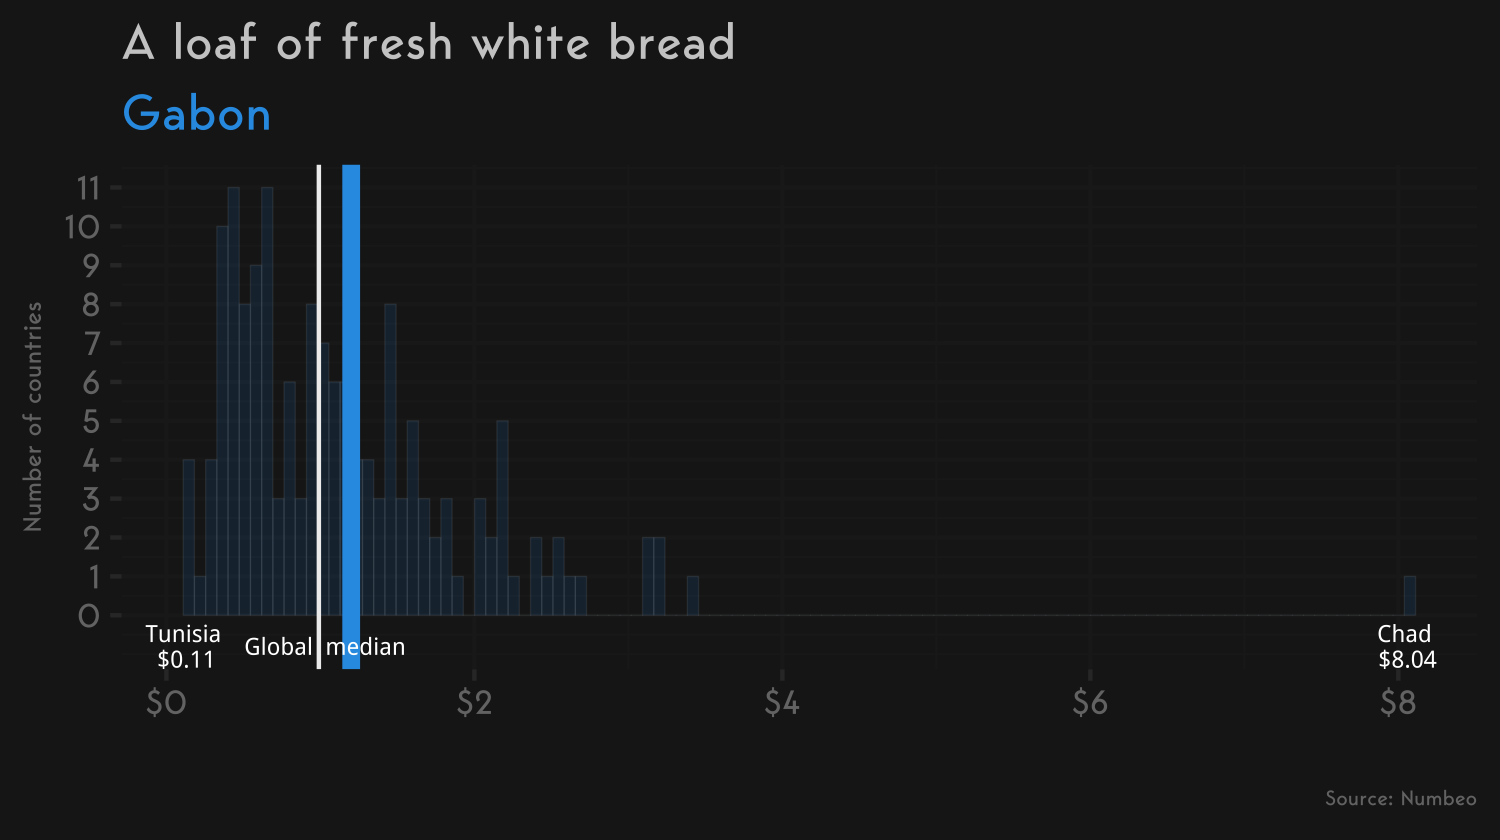 A loaf of fresh white bread
Gabon
Number of countries
11
10
9
8
7
6
5
4
3
2
1
0
Tunisia
$0.11
Global median
Chad
$8.04
$0
$2
$4
$6
$8
Source: Numbeo